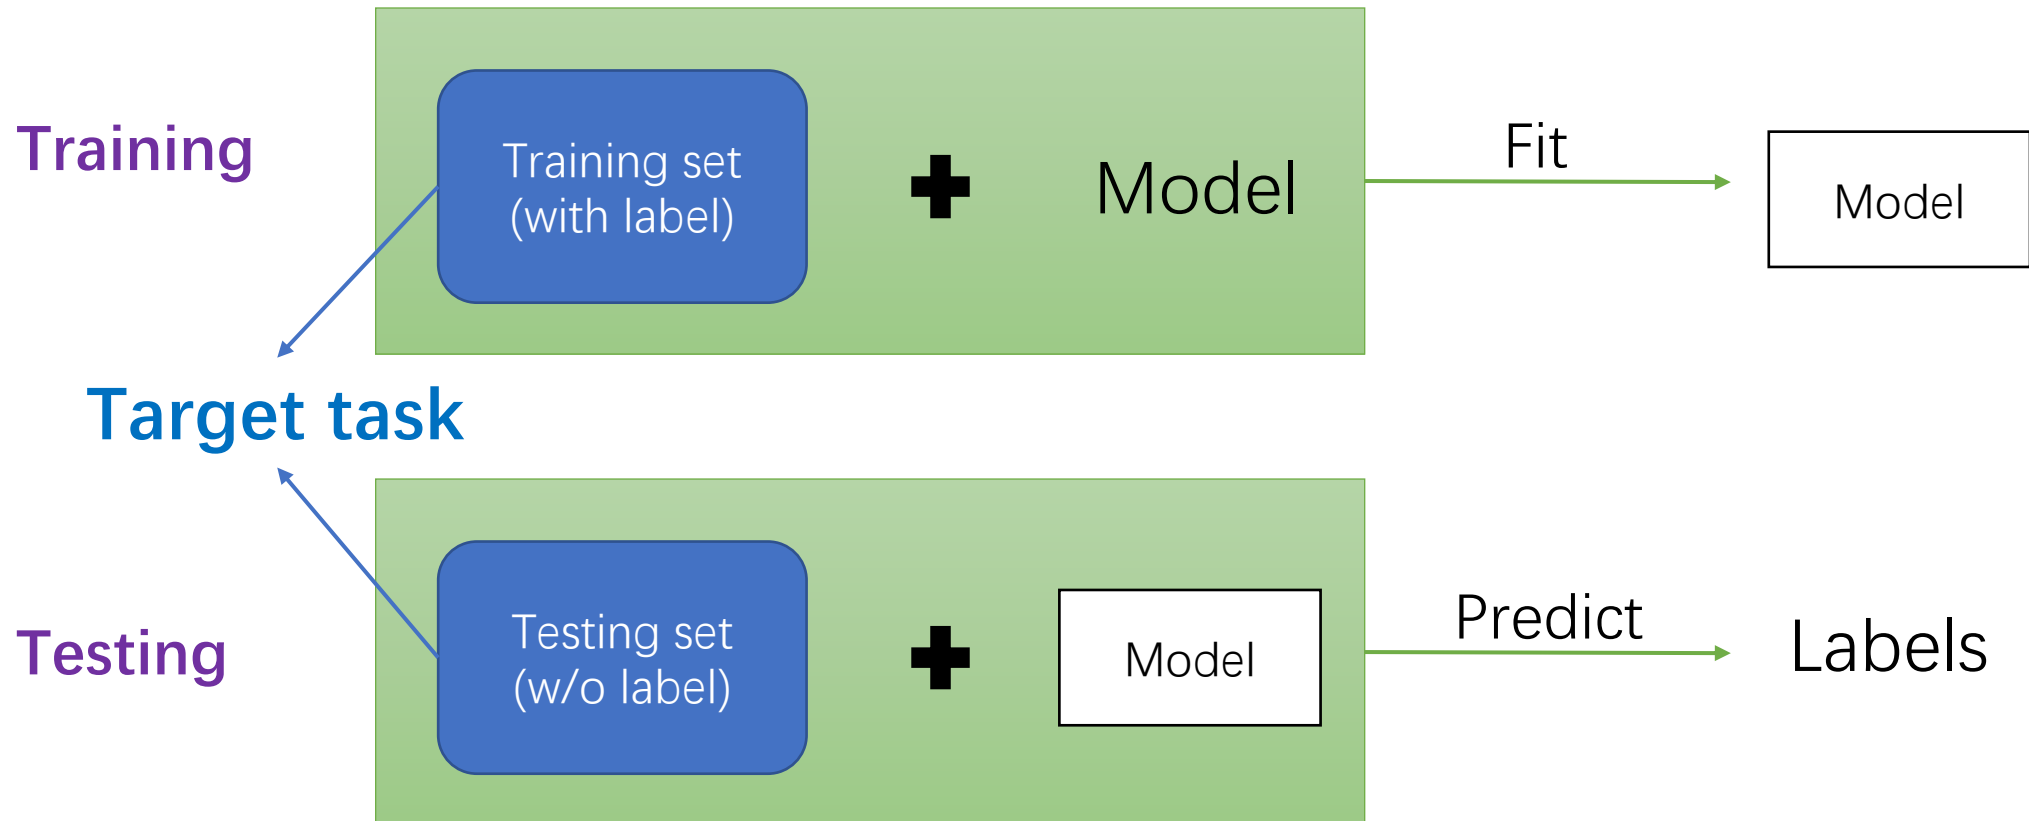 Training
Training set
(with label)
Model
Fit
Model
Target task
Testing
Testing set
(w/o label)
Model
Predict
Labels